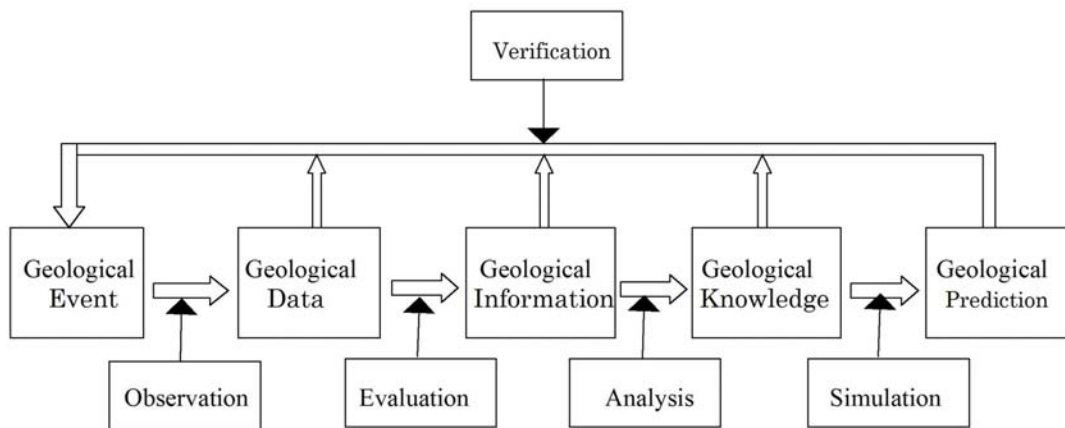 Verification
Geological
Event
Geological
Data
Geological
Information
Geological
Knowledge
Geological
Prediction
Observation
Evaluation
Analysis
Simulation